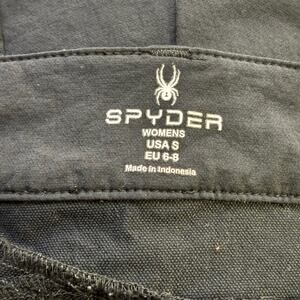 SPYDER
WOMENS
USA S
EU 6-8
Made in Indonesia